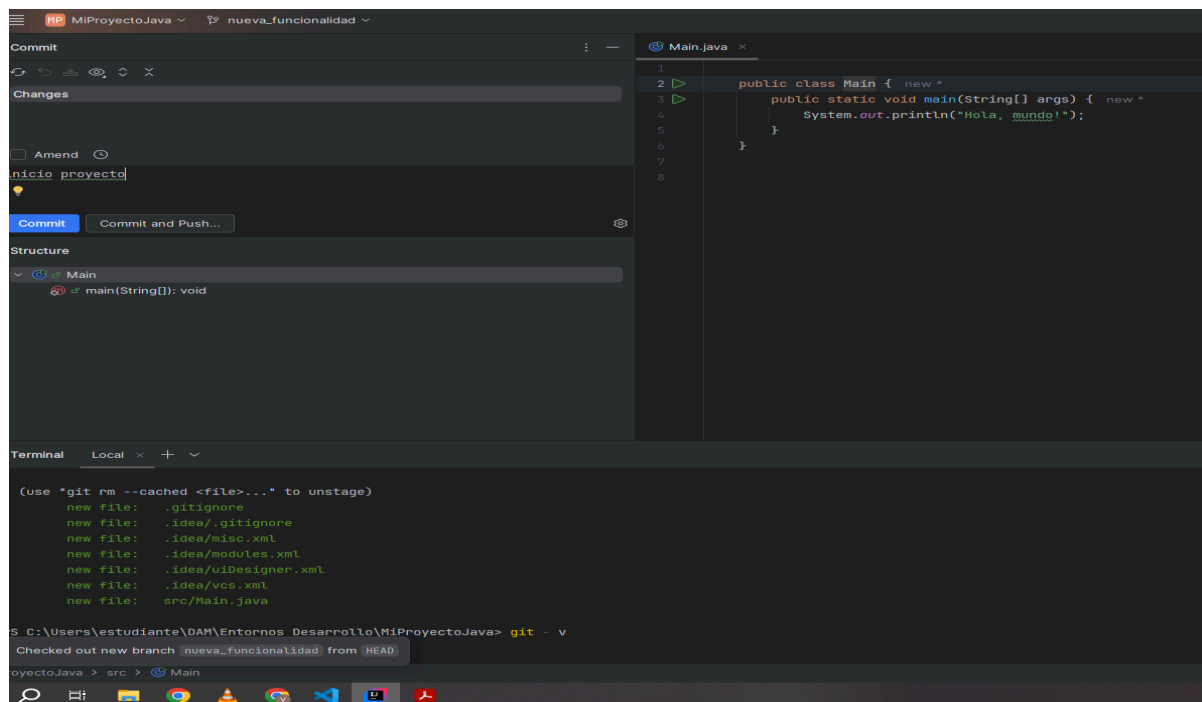 MP MiProyectoJava nueva_funcionalidad
Commit
Changes
Amend
nicio proyecto
Commit Commit and Push...
Structure
Main
main(String[]): void
Main.java
1
2 public class Main { new *
3 public static void main(String[] args) { new *
4 System.out.println("Hola, mundo!");
5 }
6 }
7
8
Terminal Local
(use "git rm --cached <file>..." to unstage)
new file: .gitignore
new file: .idea/.gitignore
new file: .idea/misc.xml
new file: .idea/modules.xml
new file: .idea/uiDesigner.xml
new file: .idea/vcs.xml
new file: src/Main.java
S C:\Users\estudiante\DAM\Entornos Desarrollo\MiProyectoJava> git - v
Checked out new branch nueva_funcionalidad from HEAD
oyectoJava > src > Main